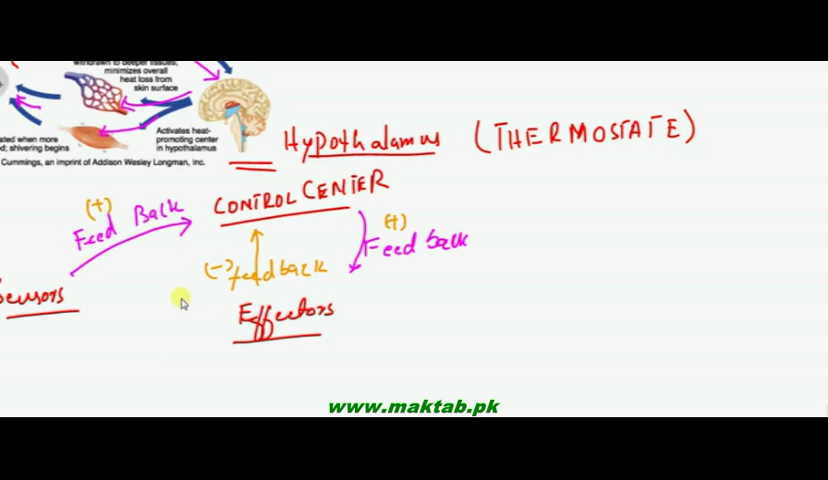 withdrawn to deeper tissues,
minimizes overall
heat loss from
skin surface
ated when more
d; shivering begins
Activates heat-
promoting center
in hypothalamus
Cummings, an imprint of Addison Wesley Longman, Inc.
Hypothalamus (THERMOSTATE)
CONTROL CENTER
(+)
Feed Back
(+)
Feed back
(-) feedback
Sensors
Effectors
www.maktab.pk